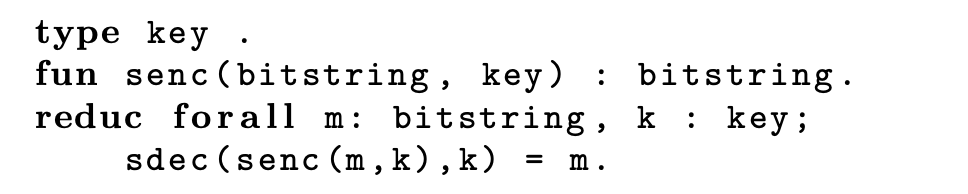 type key .
fun senc(bitstring, key) : bitstring.
reduc forall m: bitstring, k : key;
sdec(senc(m,k),k) = m.